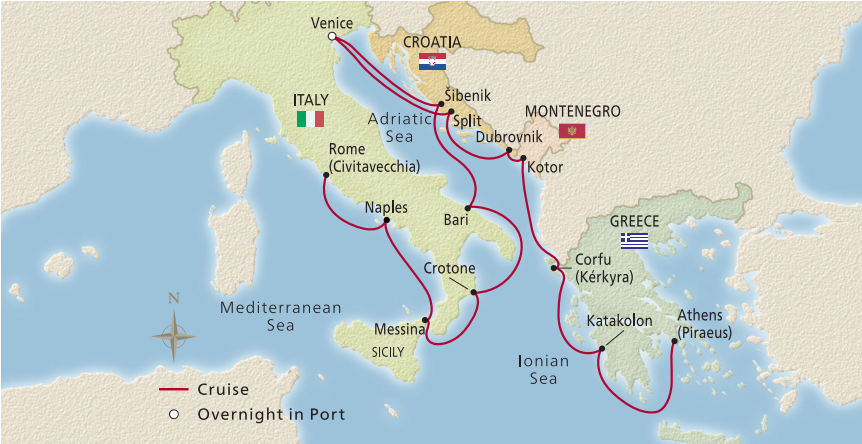 Venice
CROATIA
ITALY
Šibenik
Adriatic
Sea
Split
MONTENEGRO
Dubrovnik
Kotor
Rome
(Civitavecchia)
Naples
Bari
GREECE
Corfu
(Kérkyra)
Crotone
N
Mediterranean
Sea
Messina
SICILY
Katakolon
Athens
(Piraeus)
Ionian
Sea
Cruise
Overnight in Port